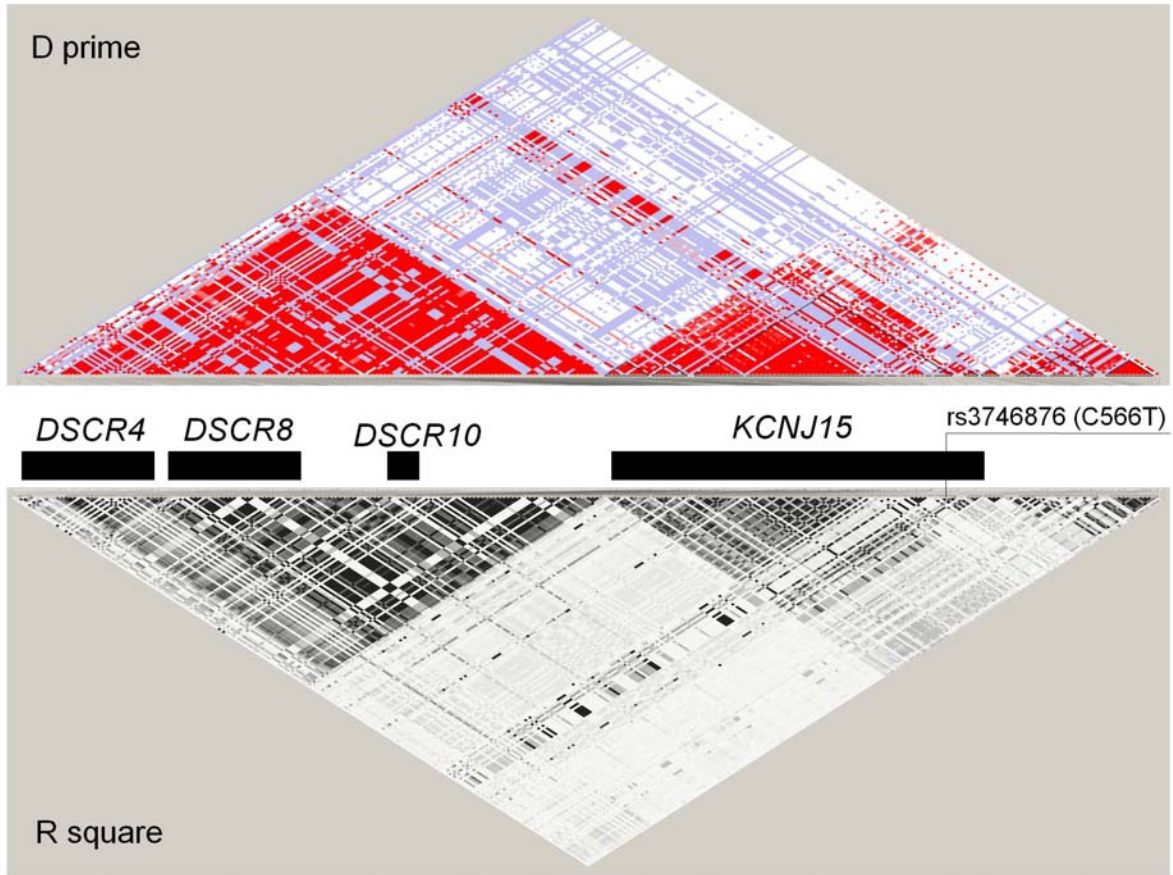 D prime
DSCR4
DSCR8
DSCR10
KCNJ15
rs3746876 (C566T)
R square